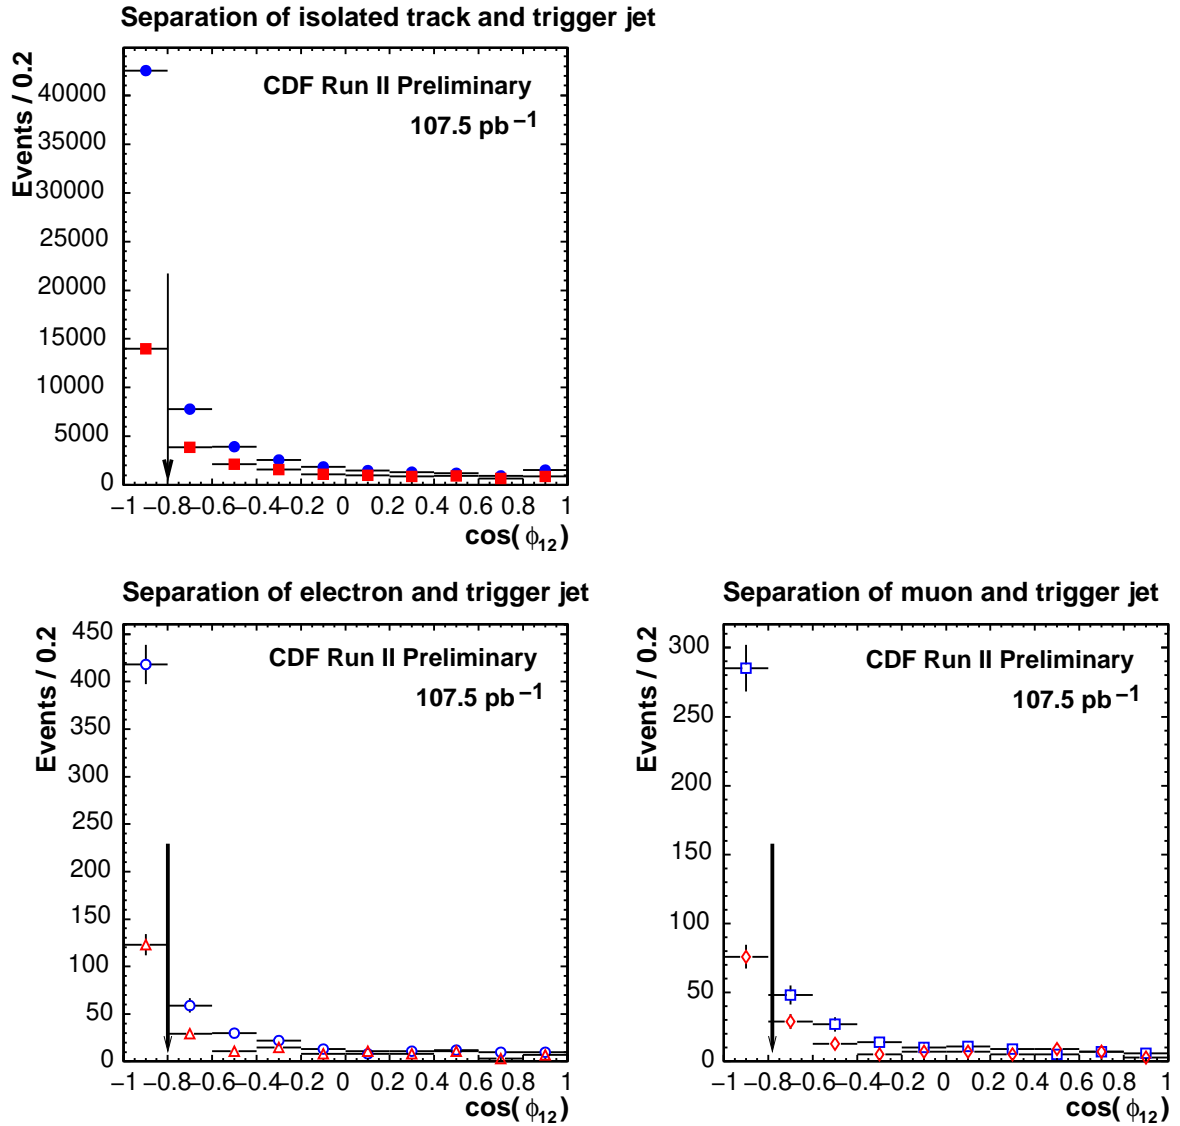 Separation of isolated track and trigger jet
Events / 0.2
CDF Run II Preliminary
107.5 pb−1
40000
35000
30000
25000
20000
15000
10000
5000
0
−1 −0.8 −0.6 −0.4 −0.2 0 0.2 0.4 0.6 0.8 1
cos(ϕ12)
Separation of electron and trigger jet
Events / 0.2
CDF Run II Preliminary
107.5 pb−1
450
400
350
300
250
200
150
100
50
0
−1 −0.8 −0.6 −0.4 −0.2 0 0.2 0.4 0.6 0.8 1
cos(ϕ12)
Separation of muon and trigger jet
Events / 0.2
CDF Run II Preliminary
107.5 pb−1
300
250
200
150
100
50
0
−1 −0.8 −0.6 −0.4 −0.2 0 0.2 0.4 0.6 0.8 1
cos(ϕ12)